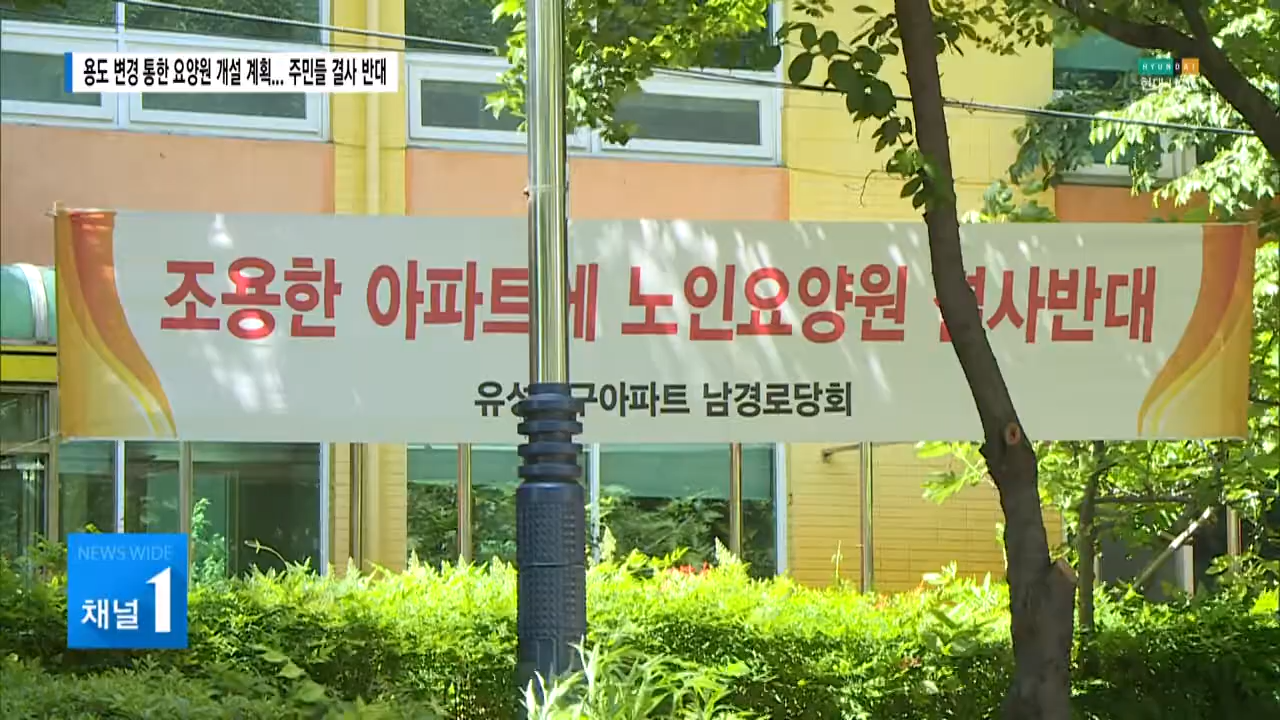 용도 변경 통한 요양원 개설 계획... 주민들 결사 반대
HYUNDAI
조용한 아파트 노인요양원 사반대
구아파트 남경로당회
NEWS WIDE
채널 1